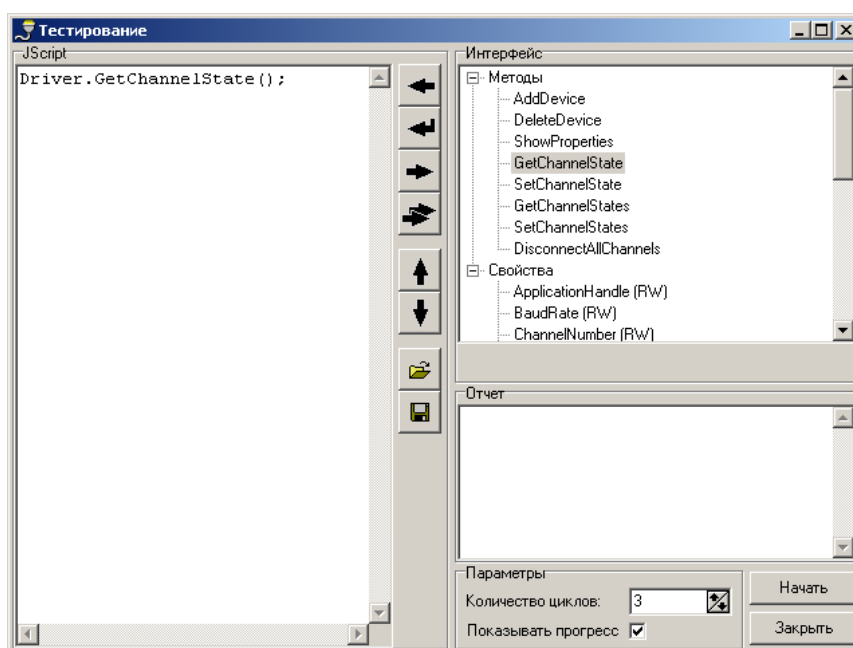 Тестирование
JScript
Driver.GetChannelState();
Интерфейс
Методы
AddDevice
DeleteDevice
ShowProperties
GetChannelState
SetChannelState
GetChannelStates
SetChannelStates
DisconnectAllChannels
Свойства
ApplicationHandle (RW)
BaudRate (RW)
ChannelNumber (RW)
Отчет
Параметры
Количество циклов: 3
Показывать прогресс
Начать
Закрыть